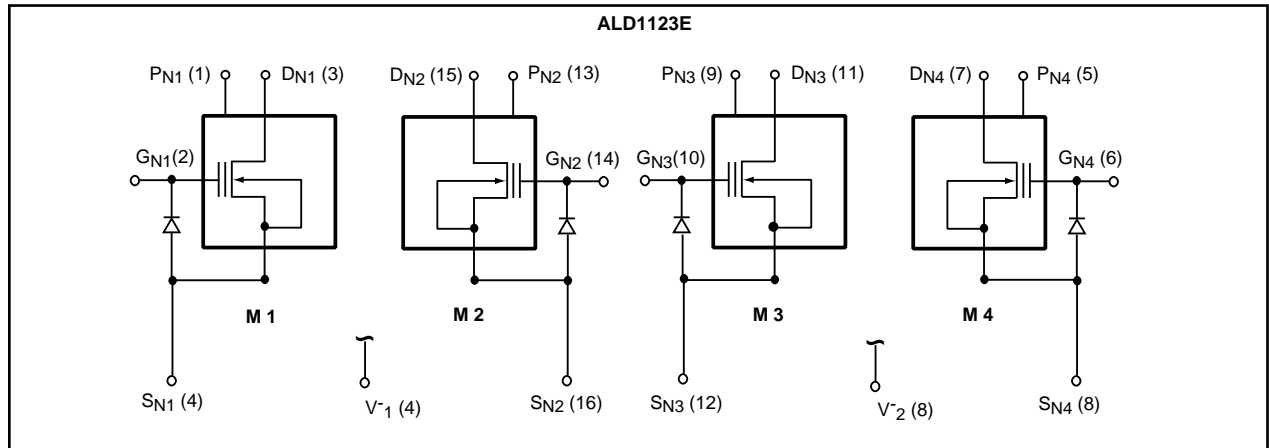 ALD1123E
PN1 (1) DN1 (3) DN2 (15) PN2 (13) PN3 (9) DN3 (11) DN4 (7) PN4 (5)
GN1(2) GN2 (14) GN3(10) GN4 (6)
M 1 M 2 M 3 M 4
SN1 (4) V-1 (4) SN2 (16) SN3 (12) V-2 (8) SN4 (8)